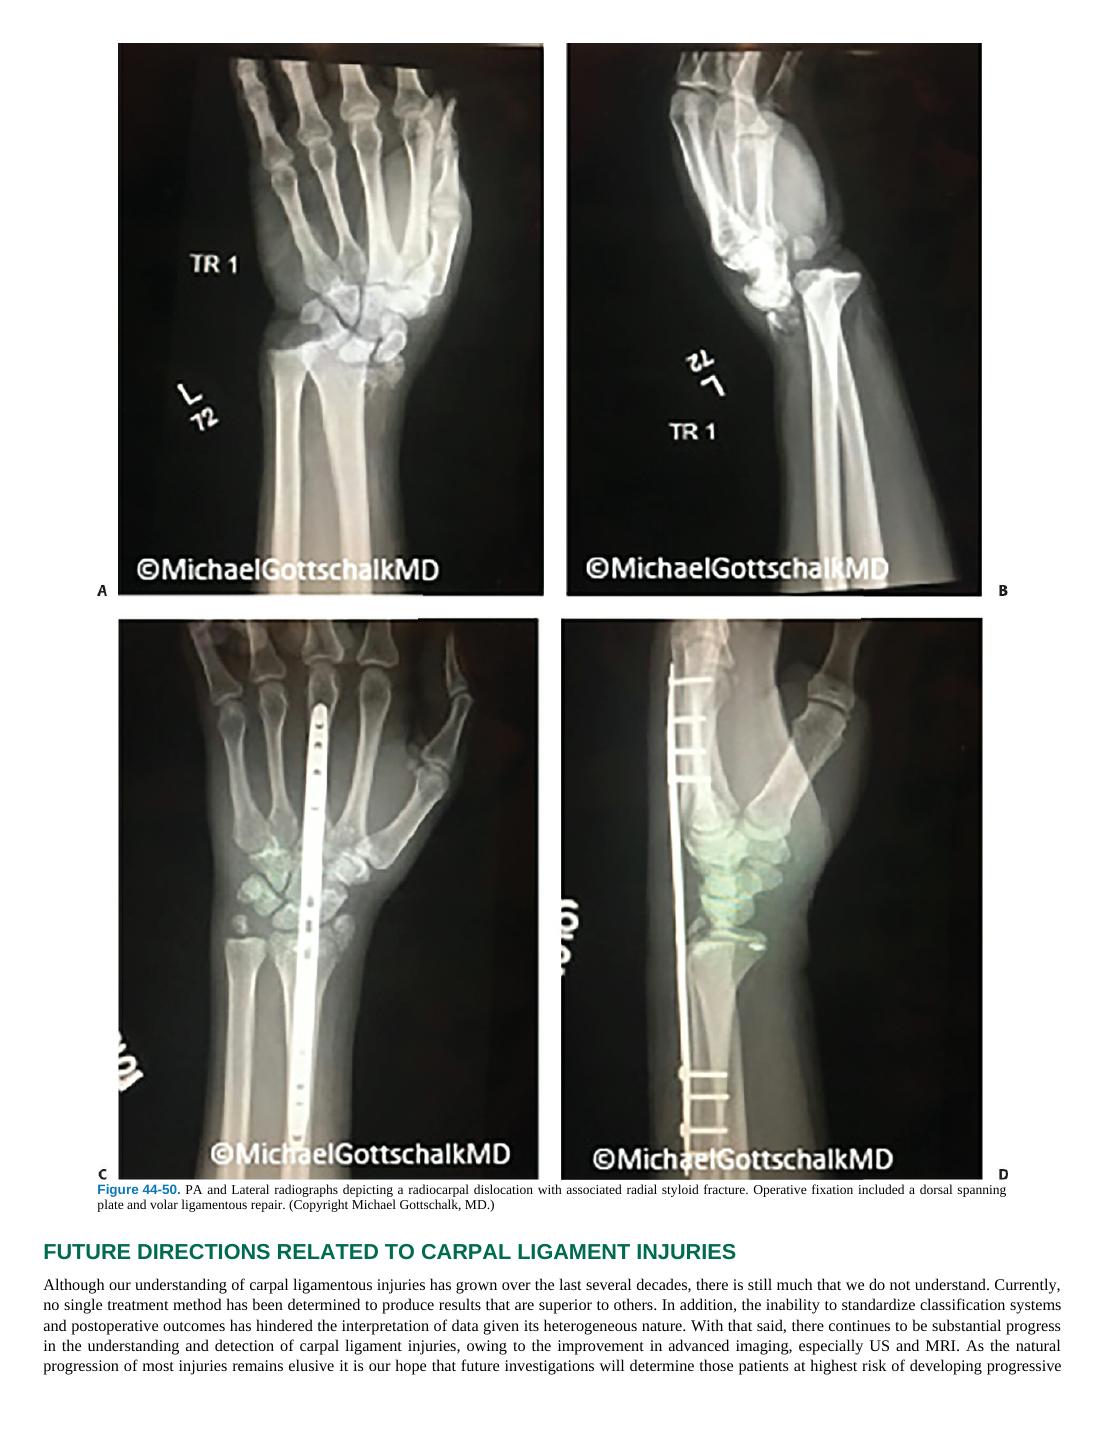 TR 1
L
72
©MichaelGottschalkMD
A
72
L
TR 1
©MichaelGottschalkMD
B
©MichaelGottschalkMD
C
©MichaelGottschalkMD
D
Figure 44-50. PA and Lateral radiographs depicting a radiocarpal dislocation with associated radial styloid fracture. Operative fixation included a dorsal spanning
plate and volar ligamentous repair. (Copyright Michael Gottschalk, MD.)
FUTURE DIRECTIONS RELATED TO CARPAL LIGAMENT INJURIES
Although our understanding of carpal ligamentous injuries has grown over the last several decades, there is still much that we do not understand. Currently,
no single treatment method has been determined to produce results that are superior to others. In addition, the inability to standardize classification systems
and postoperative outcomes has hindered the interpretation of data given its heterogeneous nature. With that said, there continues to be substantial progress
in the understanding and detection of carpal ligament injuries, owing to the improvement in advanced imaging, especially US and MRI. As the natural
progression of most injuries remains elusive it is our hope that future investigations will determine those patients at highest risk of developing progressive